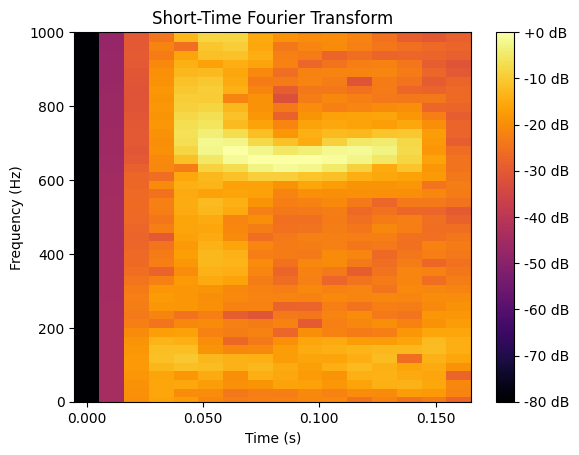 Short-Time Fourier Transform
1000
800
600
400
200
0
Frequency (Hz)
0.000
0.050
0.100
0.150
Time (s)
+0 dB
-10 dB
-20 dB
-30 dB
-40 dB
-50 dB
-60 dB
-70 dB
-80 dB